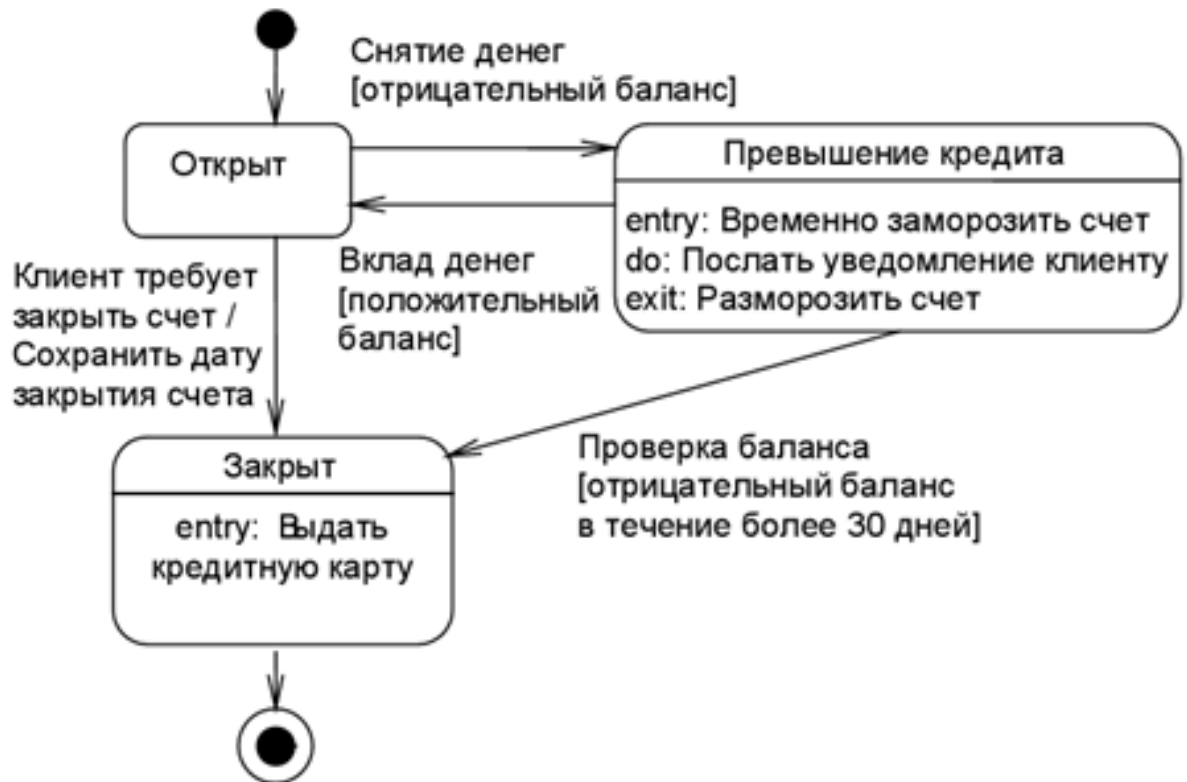 Снятие денег
[отрицательный баланс]
Открыт
Превышение кредита
entry: Временно заморозить счет
do: Послать уведомление клиенту
exit: Разморозить счет
Вклад денег
[положительный
баланс]
Клиент требует
закрыть счет /
Сохранить дату
закрытия счета
Проверка баланса
[отрицательный баланс
в течение более 30 дней]
Закрыт
entry: Выдать
кредитную карту